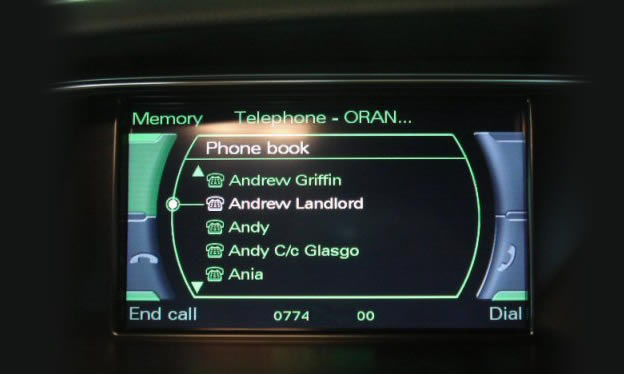 Memory Telephone - ORAN...
Phone book
Andrew Griffin
Andrew Landlord
Andy
Andy C/c Glasgo
Ania
End call 0774 00 Dial